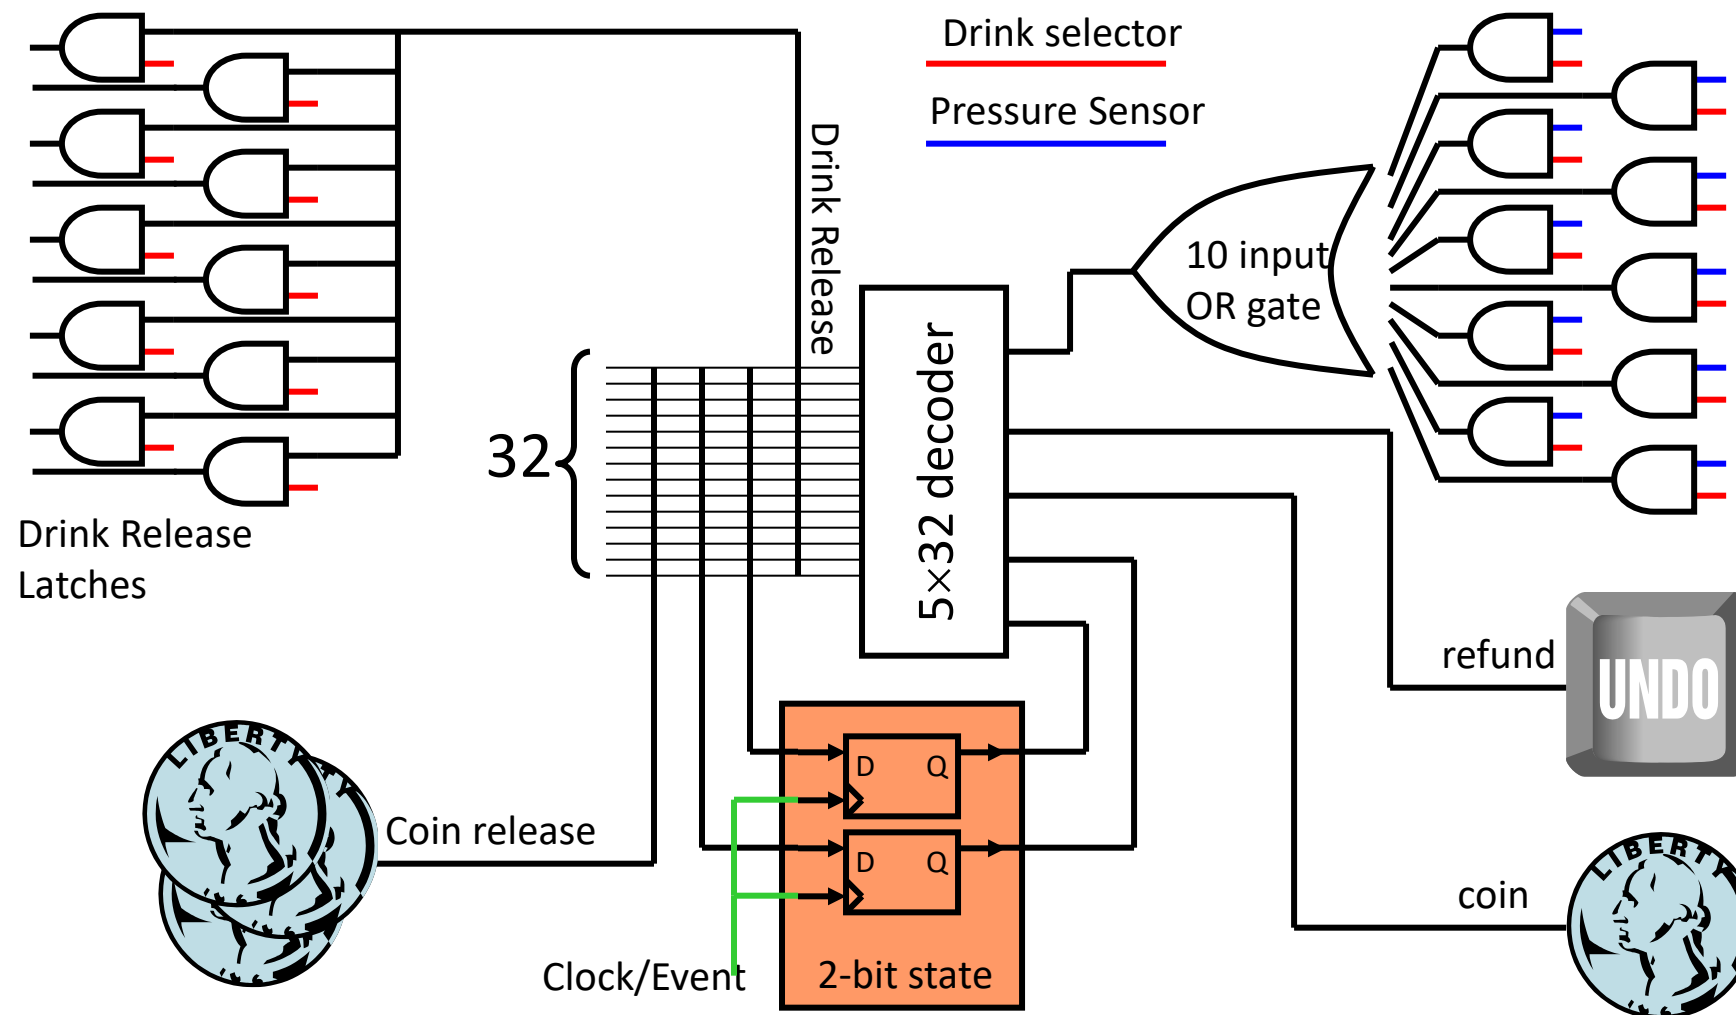 Drink selector
Pressure Sensor
Drink Release
10 input
OR gate
5×32 decoder
32
Drink Release
Latches
refund
UNDO
LIBERTY
Coin release
D Q
D Q
coin
LIBERTY
Clock/Event
2-bit state